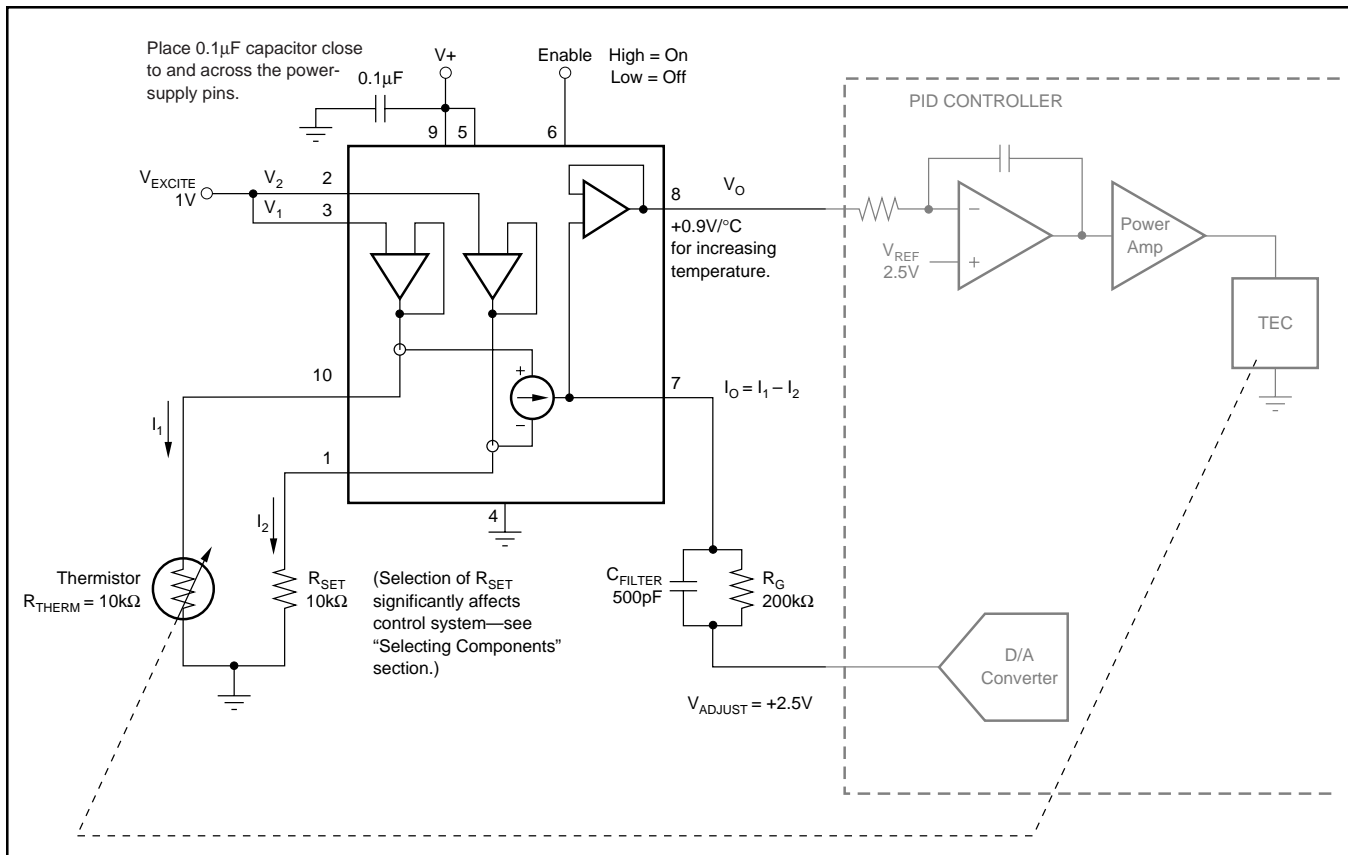 Place 0.1µF capacitor close
to and across the power-
supply pins.
0.1µF
V+
Enable
High = On
Low = Off
PID CONTROLLER
9
5
6
VEXCITE
1V
V2
2
V1
3
8
VO
+0.9V/°C
for increasing
temperature.
−
+
VREF
2.5V
Power
Amp
TEC
10
+
−
7
IO = I1 – I2
I1
1
4
I2
Thermistor
RTHERM = 10kΩ
RSET
10kΩ
(Selection of RSET
significantly affects
control system—see
“Selecting Components”
section.)
CFILTER
500pF
RG
200kΩ
D/A
Converter
VADJUST = +2.5V